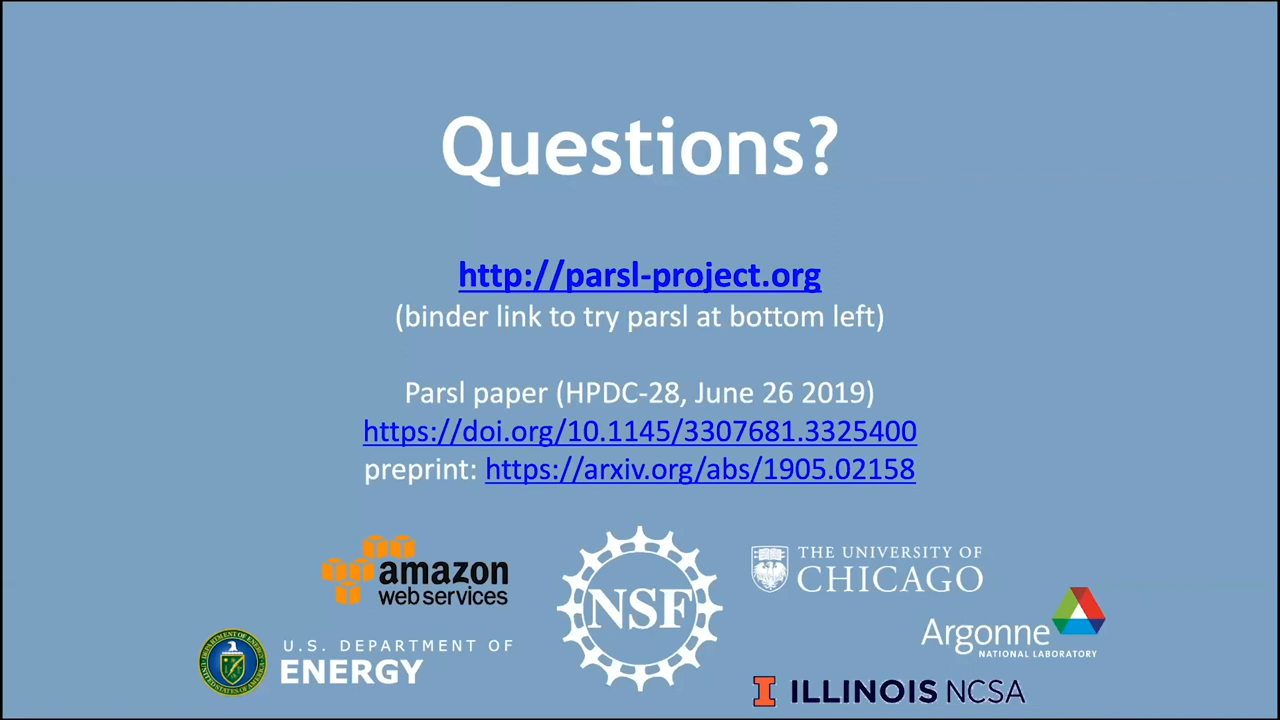 Questions?
http://parsl-project.org
(binder link to try parsl at bottom left)
Parsl paper (HPDC-28, June 26 2019)
https://doi.org/10.1145/3307681.3325400
preprint: https://arxiv.org/abs/1905.02158
amazon
web services
NSF
THE UNIVERSITY OF
CHICAGO
Argonne
NATIONAL LABORATORY
U.S. DEPARTMENT OF
ENERGY
I ILLINOIS NCSA